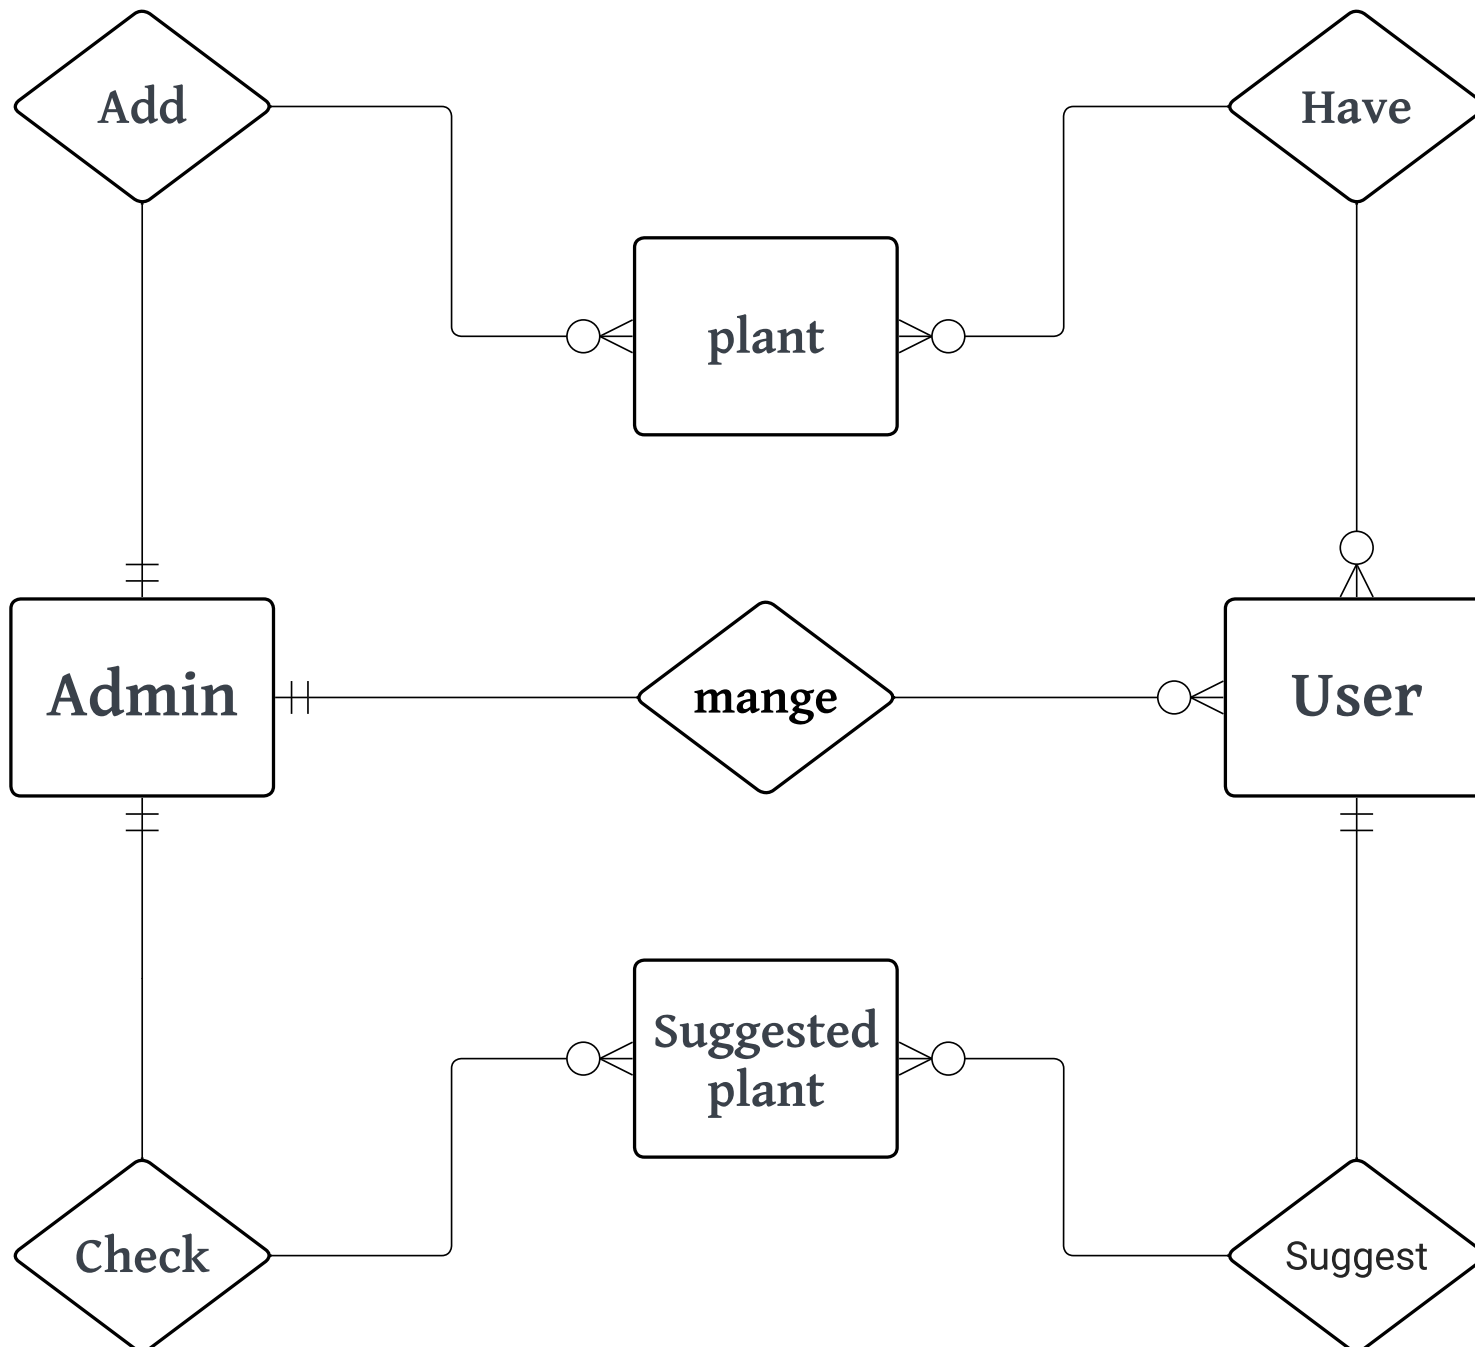 Add
Have
plant
Admin
mange
User
Suggested
plant
Check
Suggest